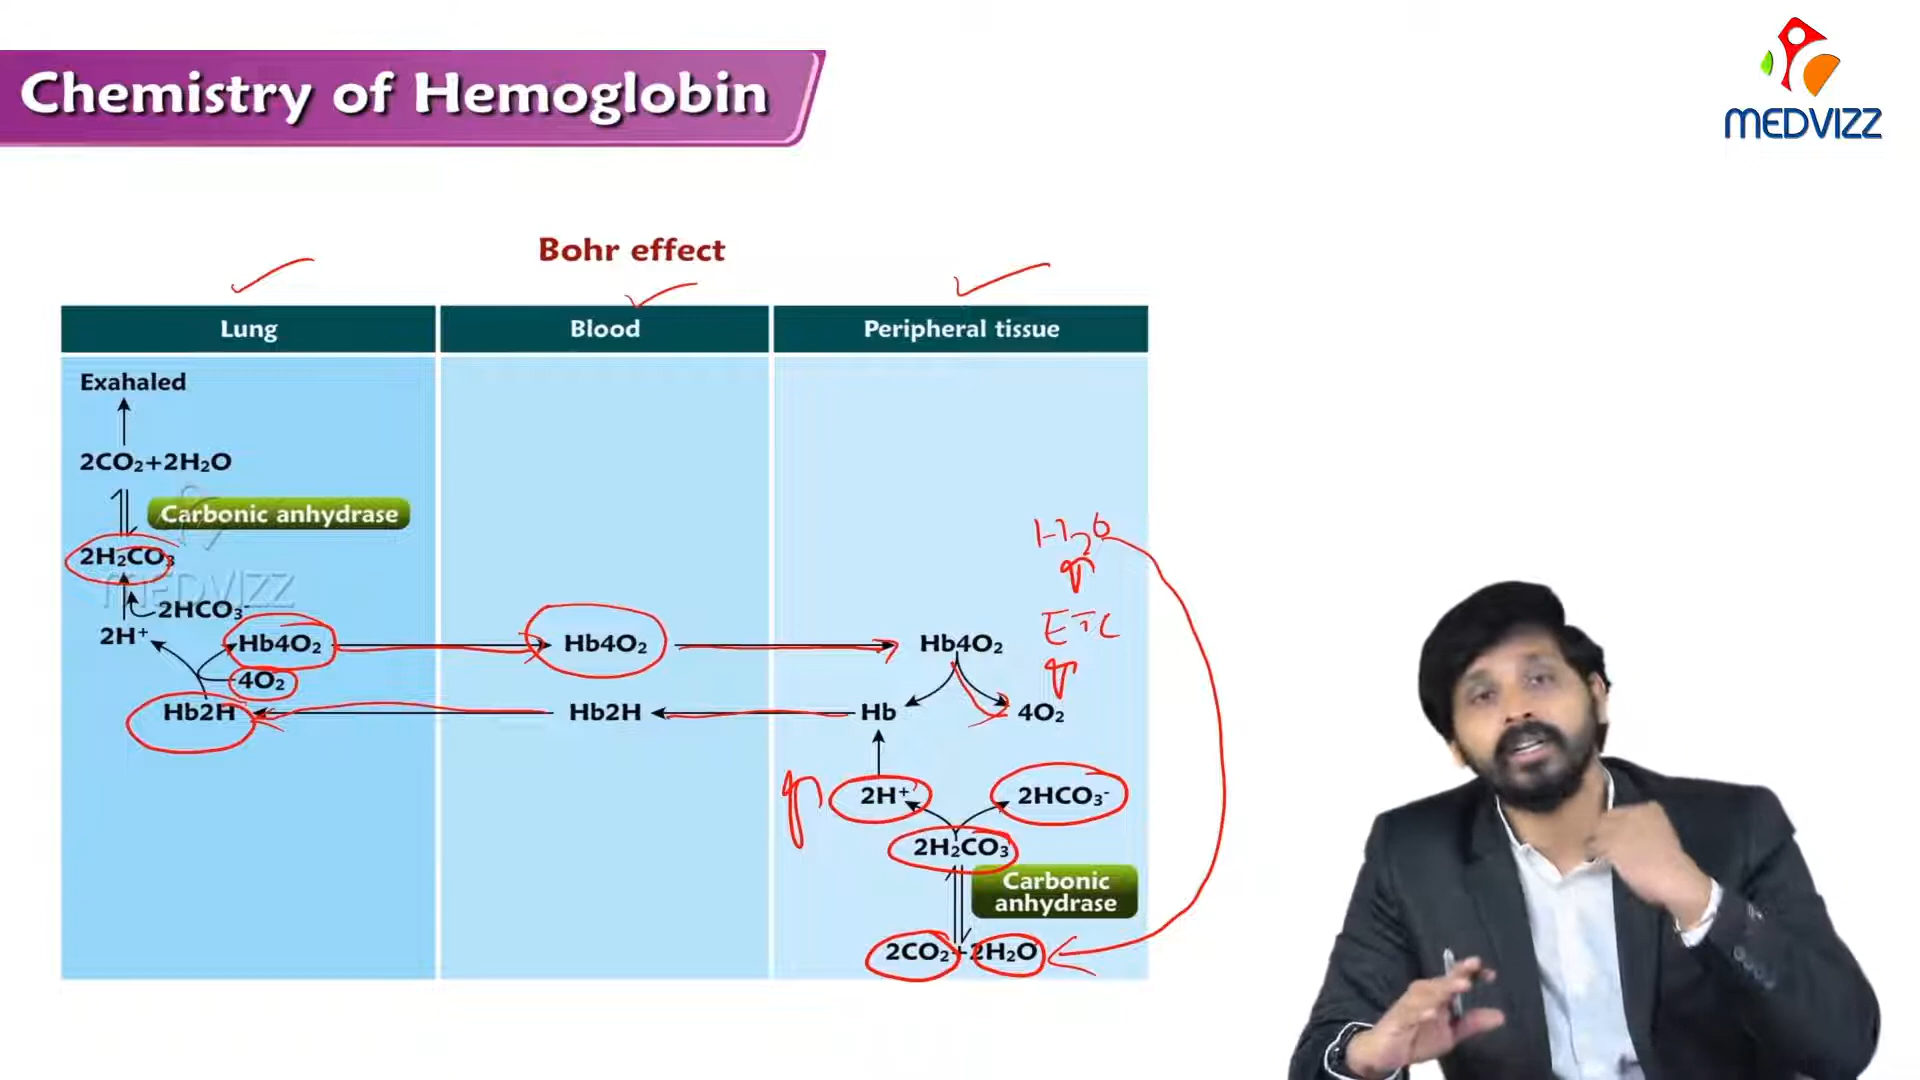 Chemistry of Hemoglobin
MEDVIZZ
Bohr effect
Lung
Blood
Peripheral tissue
Exahaled
2CO₂+2H₂O
Carbonic anhydrase
2H₂CO₃
MEDVIZZ
2HCO₃⁻
2H⁺
Hb4O₂
4O₂
Hb2H
Hb4O₂
Hb2H
H₂O
ETC
Hb4O₂
Hb
4O₂
2H⁺
2HCO₃⁻
2H₂CO₃
Carbonic
anhydrase
2CO₂+2H₂O